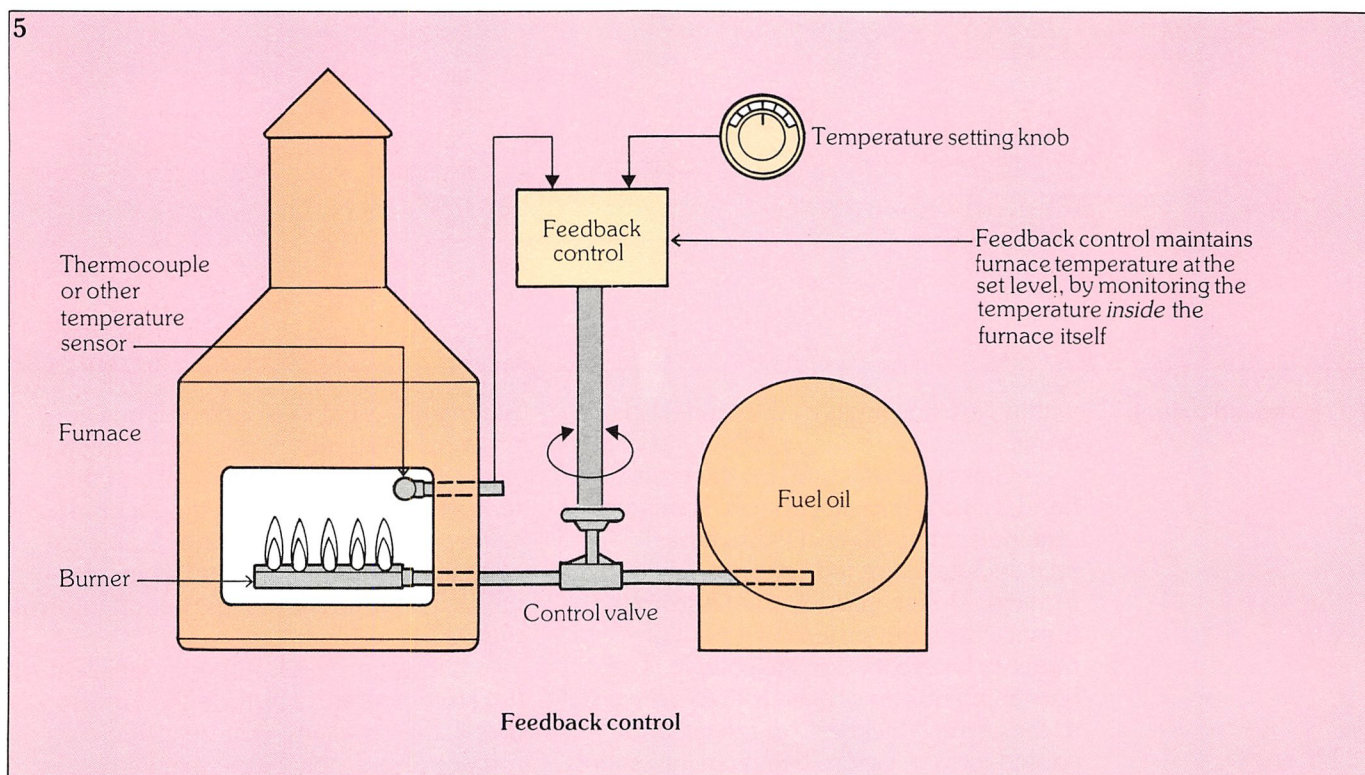 5
Temperature setting knob
Feedback
control
Feedback control maintains
furnace temperature at the
set level, by monitoring the
temperature inside the
furnace itself
Thermocouple
or other
temperature
sensor
Furnace
Fuel oil
Burner
Control valve
Feedback control